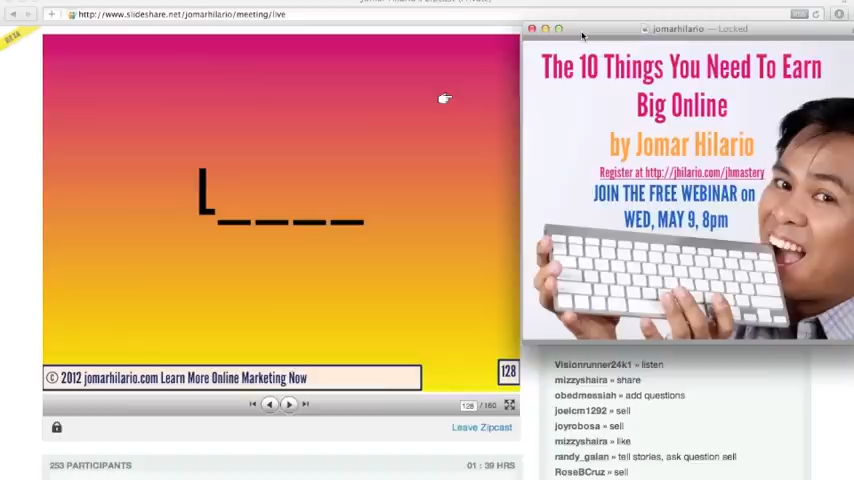 http://www.slideshare.net/jomarhilario/meeting/live
RSS
BETA
jomarhilario — Locked
The 10 Things You Need To Earn
Big Online
by Jomar Hilario
Register at http://jhilario.com/jhmastery
JOIN THE FREE WEBINAR on
WED, MAY 9, 8pm
L_ _ _ _
© 2012 jomarhilario.com Learn More Online Marketing Now
128
128 / 160
Leave Zipcast
253 PARTICIPANTS
01 : 39 HRS
Visionrunner24k1 » listen
mizzyshaira » share
obedmessiah » add questions
joelcm1292 » sell
joyrobosa » sell
mizzyshaira » like
randy_galan » tell stories, ask question sell
RoseBCruz » sell